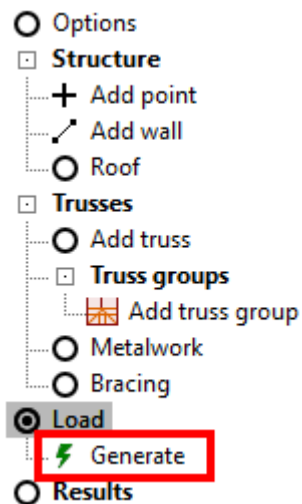 Options
Structure
Add point
Add wall
Roof
Trusses
Add truss
Truss groups
Add truss group
Metalwork
Bracing
Load
Generate
Results